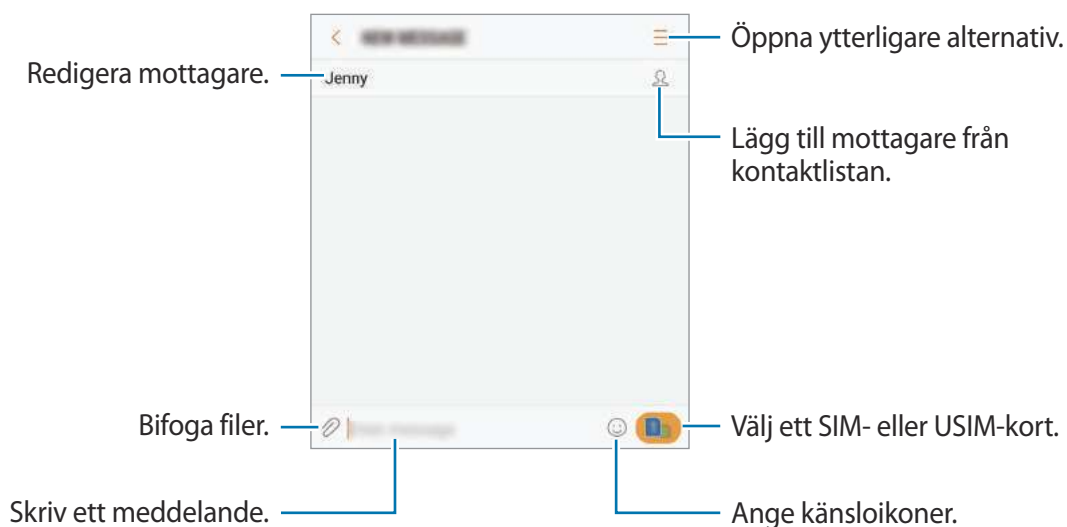 Öppna ytterligare alternativ.
Redigera mottagare.
Jenny
Lägg till mottagare från
kontaktlistan.
Bifoga filer.
Välj ett SIM- eller USIM-kort.
Skriv ett meddelande.
Ange känsloikoner.